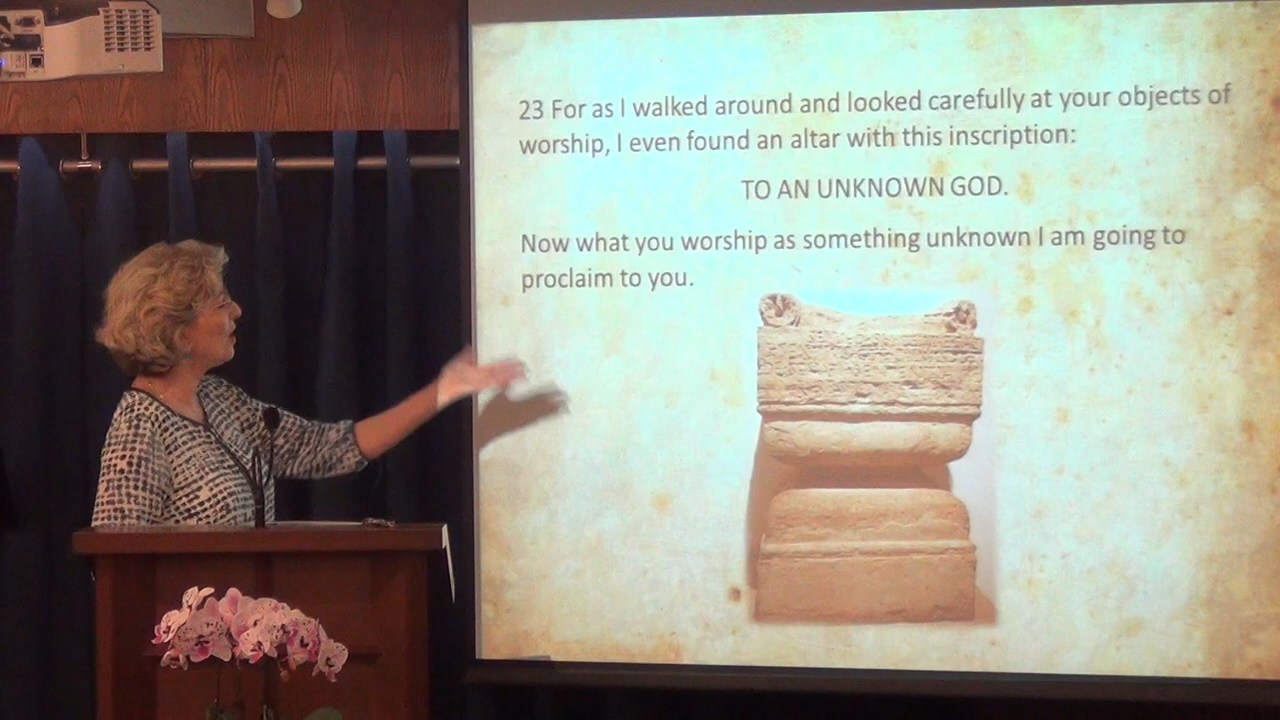 23 For as I walked around and looked carefully at your objects of
worship, I even found an altar with this inscription:
TO AN UNKNOWN GOD.
Now what you worship as something unknown I am going to
proclaim to you.